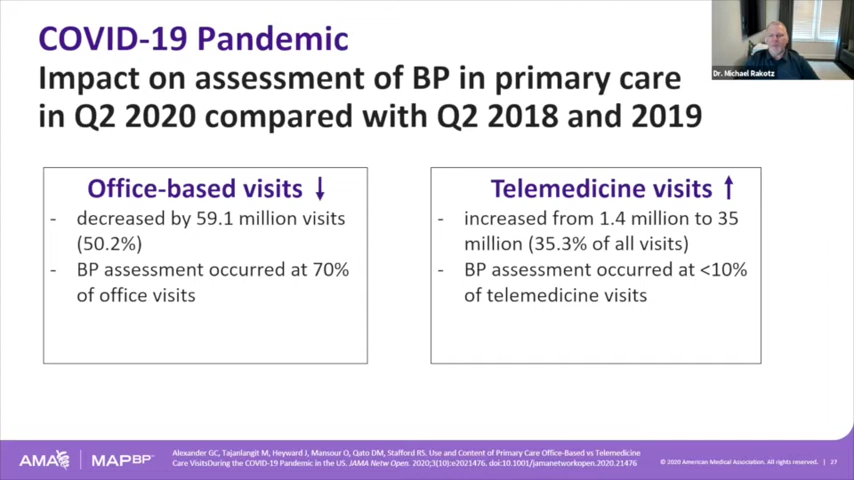 COVID-19 Pandemic
Impact on assessment of BP in primary care
in Q2 2020 compared with Q2 2018 and 2019
Dr. Michael Rakotz
Office-based visits ↓
- decreased by 59.1 million visits
(50.2%)
- BP assessment occurred at 70%
of office visits
Telemedicine visits ↑
- increased from 1.4 million to 35
million (35.3% of all visits)
- BP assessment occurred at <10%
of telemedicine visits
AMA | MAP BP™
Alexander GC, Tajanlangit M, Heyward J, Mansour O, Qato DM, Stafford RS. Use and Content of Primary Care Office-Based vs Telemedicine
Care VisitsDuring the COVID-19 Pandemic in the US. JAMA Netw Open. 2020;3(10):e2021476. doi:10.1001/jamanetworkopen.2020.21476
© 2020 American Medical Association. All rights reserved. | 27